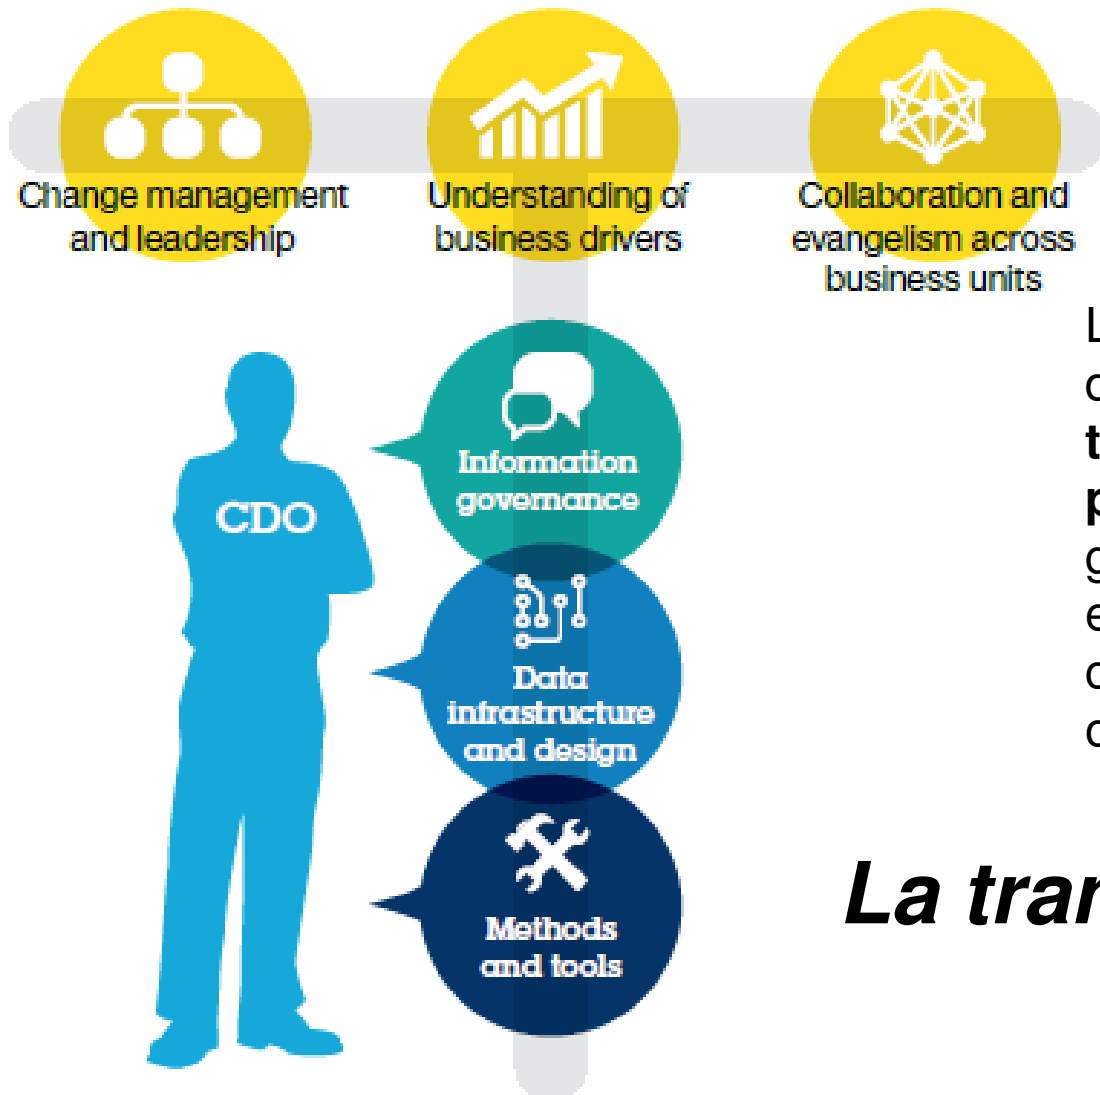 Change management
and leadership
Understanding of
business drivers
Collaboration and
evangelism across
business units
CDO
Information
governance
Data
infrastructure
and design
Methods
and tools
La